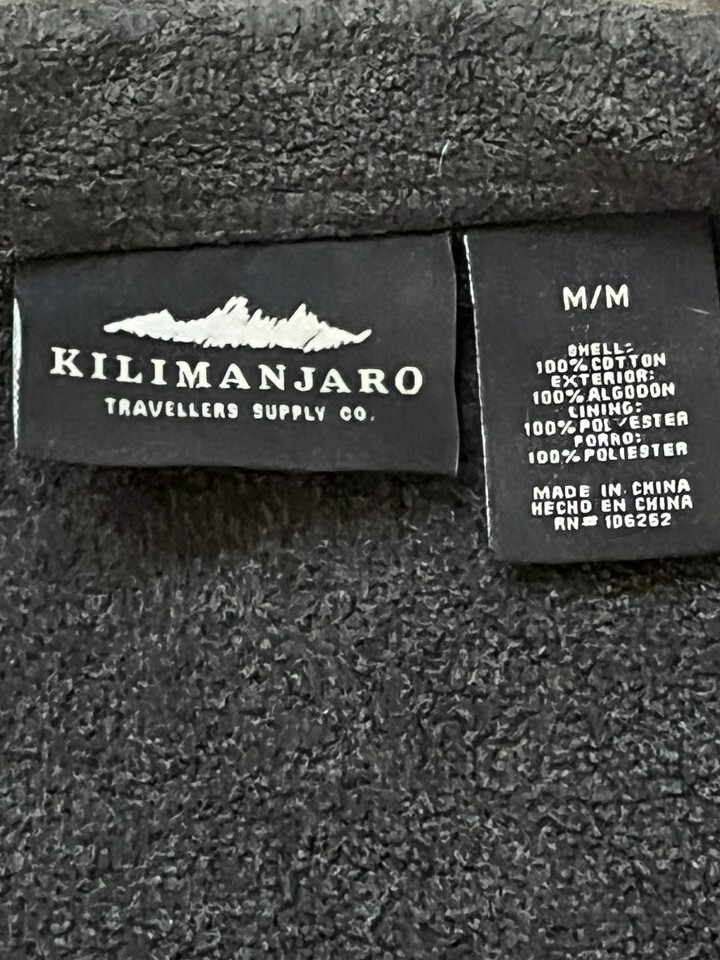 KILIMANJARO
TRAVELLERS SUPPLY CO.
M/M
SHELL:
100% COTTON
EXTERIOR:
100% ALGODON
LINING:
100% POLYESTER
FORRO:
100% POLIESTER
MADE IN CHINA
HECHO EN CHINA
RN# 106262